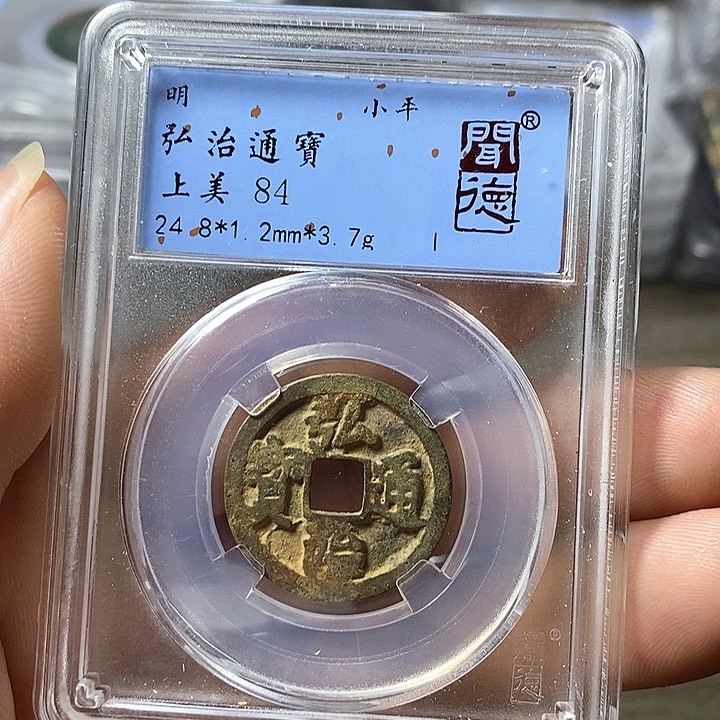 明 小平
弘治通寶
上美 84
24.8*1.2mm*3.7g
聞德®
弘
寶 通
治